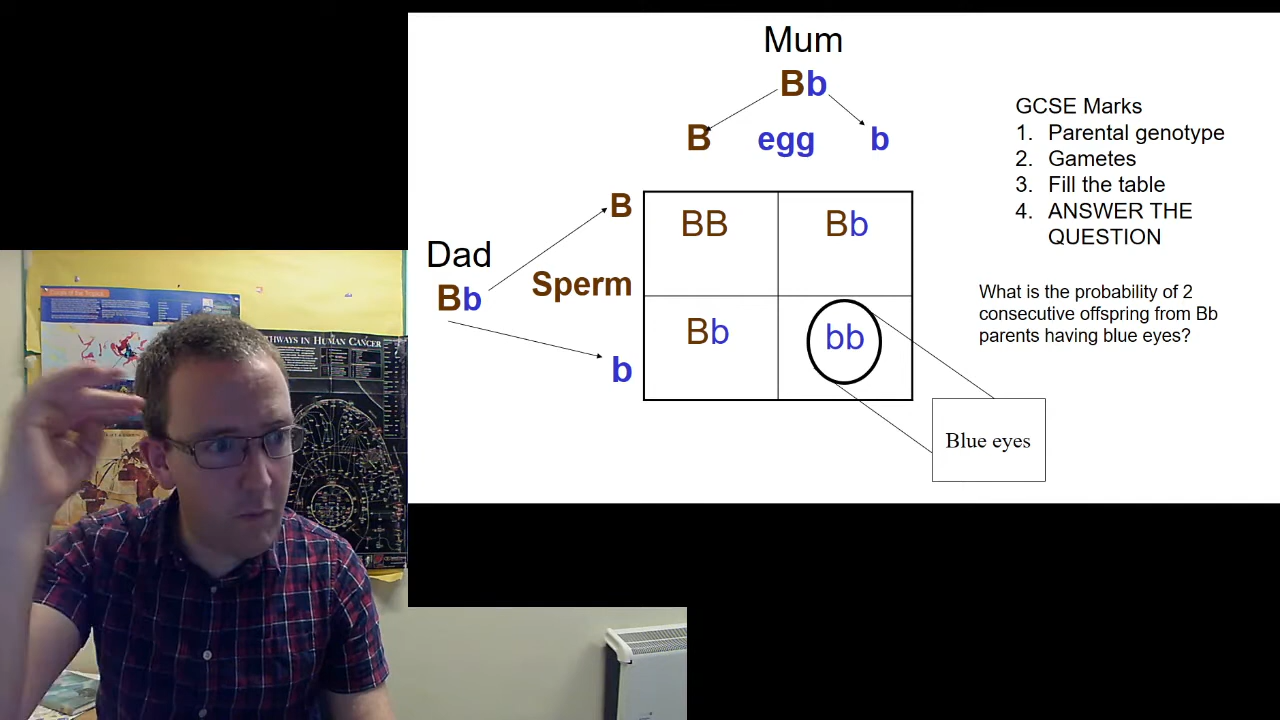 Mum
Bb
B egg b
B
BB Bb
Dad
Bb
Sperm
Bb bb
b
GCSE Marks
1. Parental genotype
2. Gametes
3. Fill the table
4. ANSWER THE
QUESTION
What is the probability of 2
consecutive offspring from Bb
parents having blue eyes?
Blue eyes
HWAYS IN HUMAN CANCER